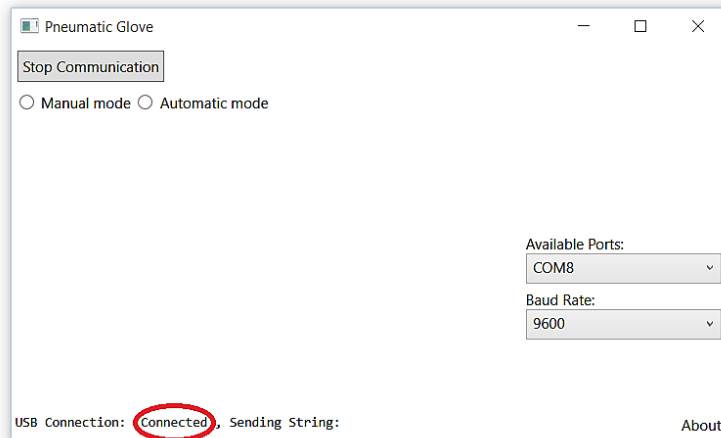 Pneumatic Glove
Stop Communication
Manual mode Automatic mode
Available Ports:
COM8
Baud Rate:
9600
USB Connection: Connected , Sending String:
About